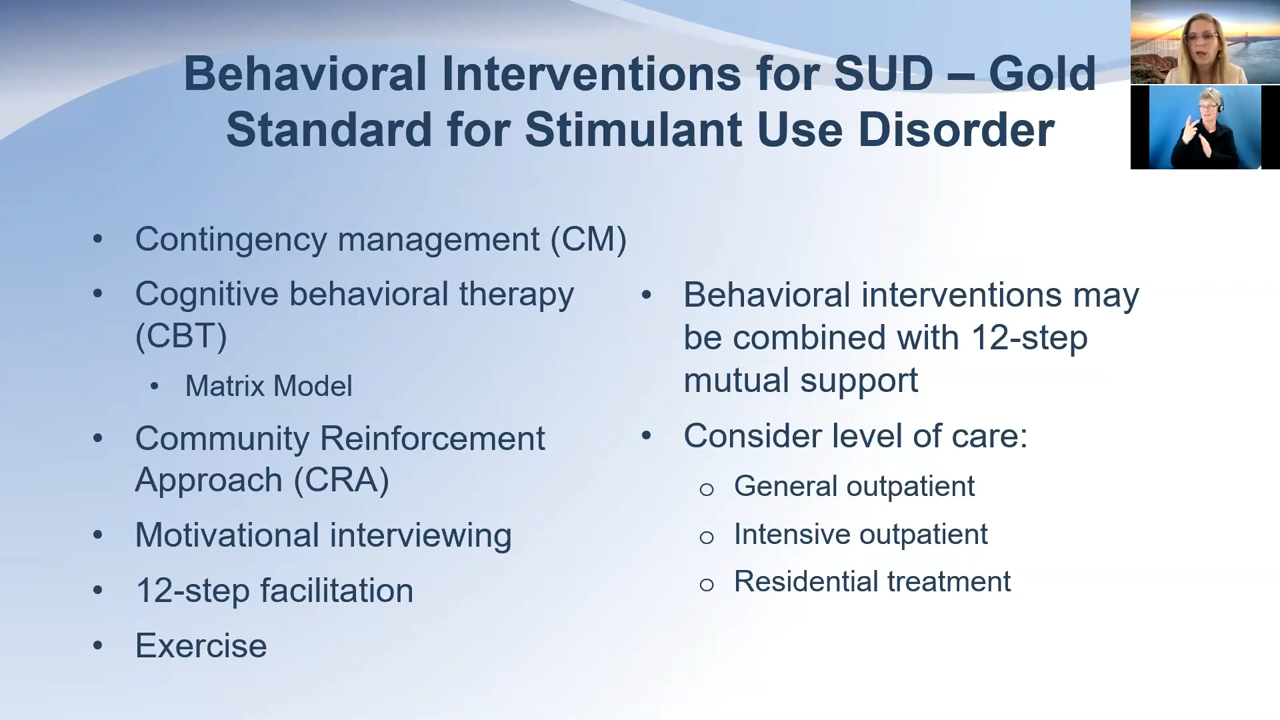 Behavioral Interventions for SUD – Gold
Standard for Stimulant Use Disorder
• Contingency management (CM)
• Cognitive behavioral therapy
(CBT)
• Matrix Model
• Community Reinforcement
Approach (CRA)
• Motivational interviewing
• 12-step facilitation
• Exercise
• Behavioral interventions may
be combined with 12-step
mutual support
• Consider level of care:
o General outpatient
o Intensive outpatient
o Residential treatment